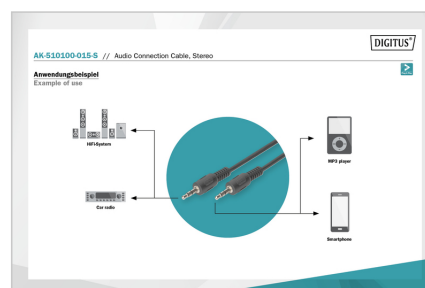 DIGITUS®
AK-510100-015-S // Audio Connection Cable, Stereo
Anwendungsbeispiel
Example of use
HiFi-System
MP3 player
Car radio
Smartphone